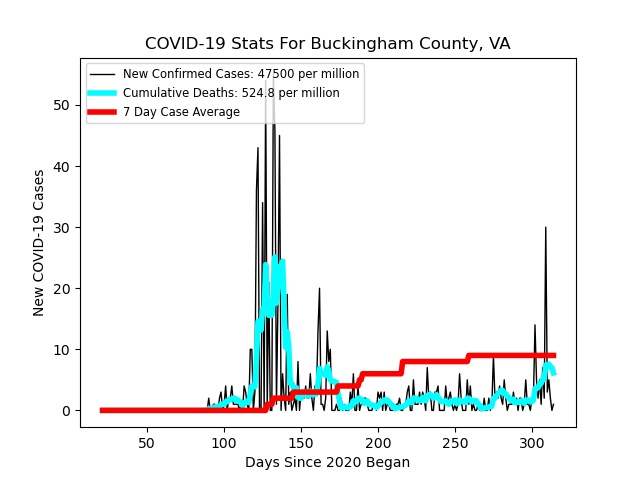 COVID-19 Stats For Buckingham County, VA
New Confirmed Cases: 47500 per million
Cumulative Deaths: 524.8 per million
7 Day Case Average
50
40
30
20
10
0
New COVID-19 Cases
50 100 150 200 250 300
Days Since 2020 Began